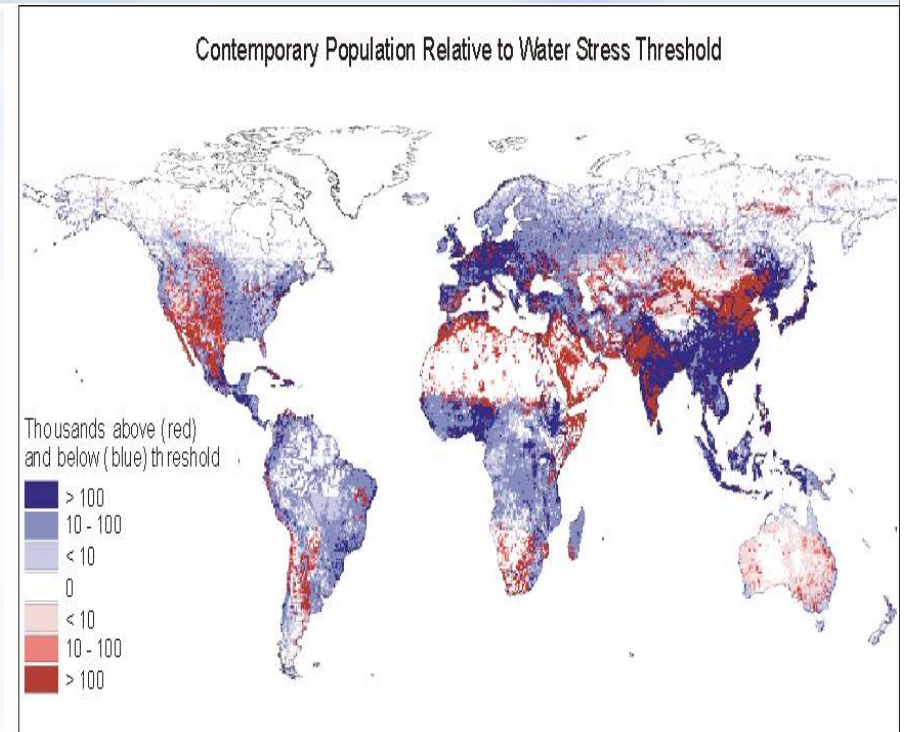 Contemporary Population Relative to Water Stress Threshold
Thousands above (red)
and below (blue) threshold
> 100
10 - 100
< 10
0
< 10
10 - 100
> 100